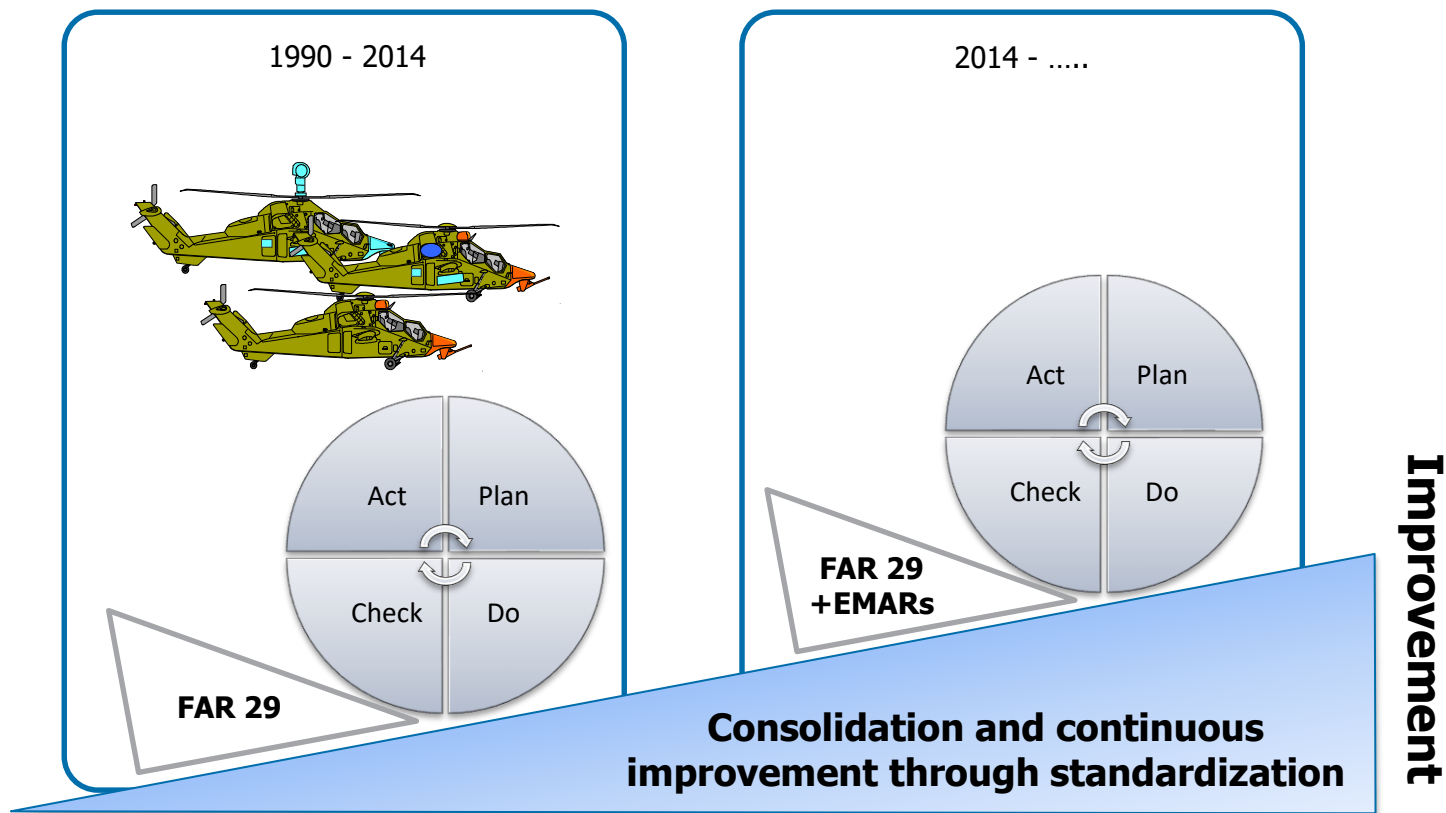 1990 - 2014
Act
Plan
Check
Do
FAR 29
2014 - .....
Act
Plan
Check
Do
FAR 29
+EMARs
Consolidation and continuous
improvement through standardization
Improvement